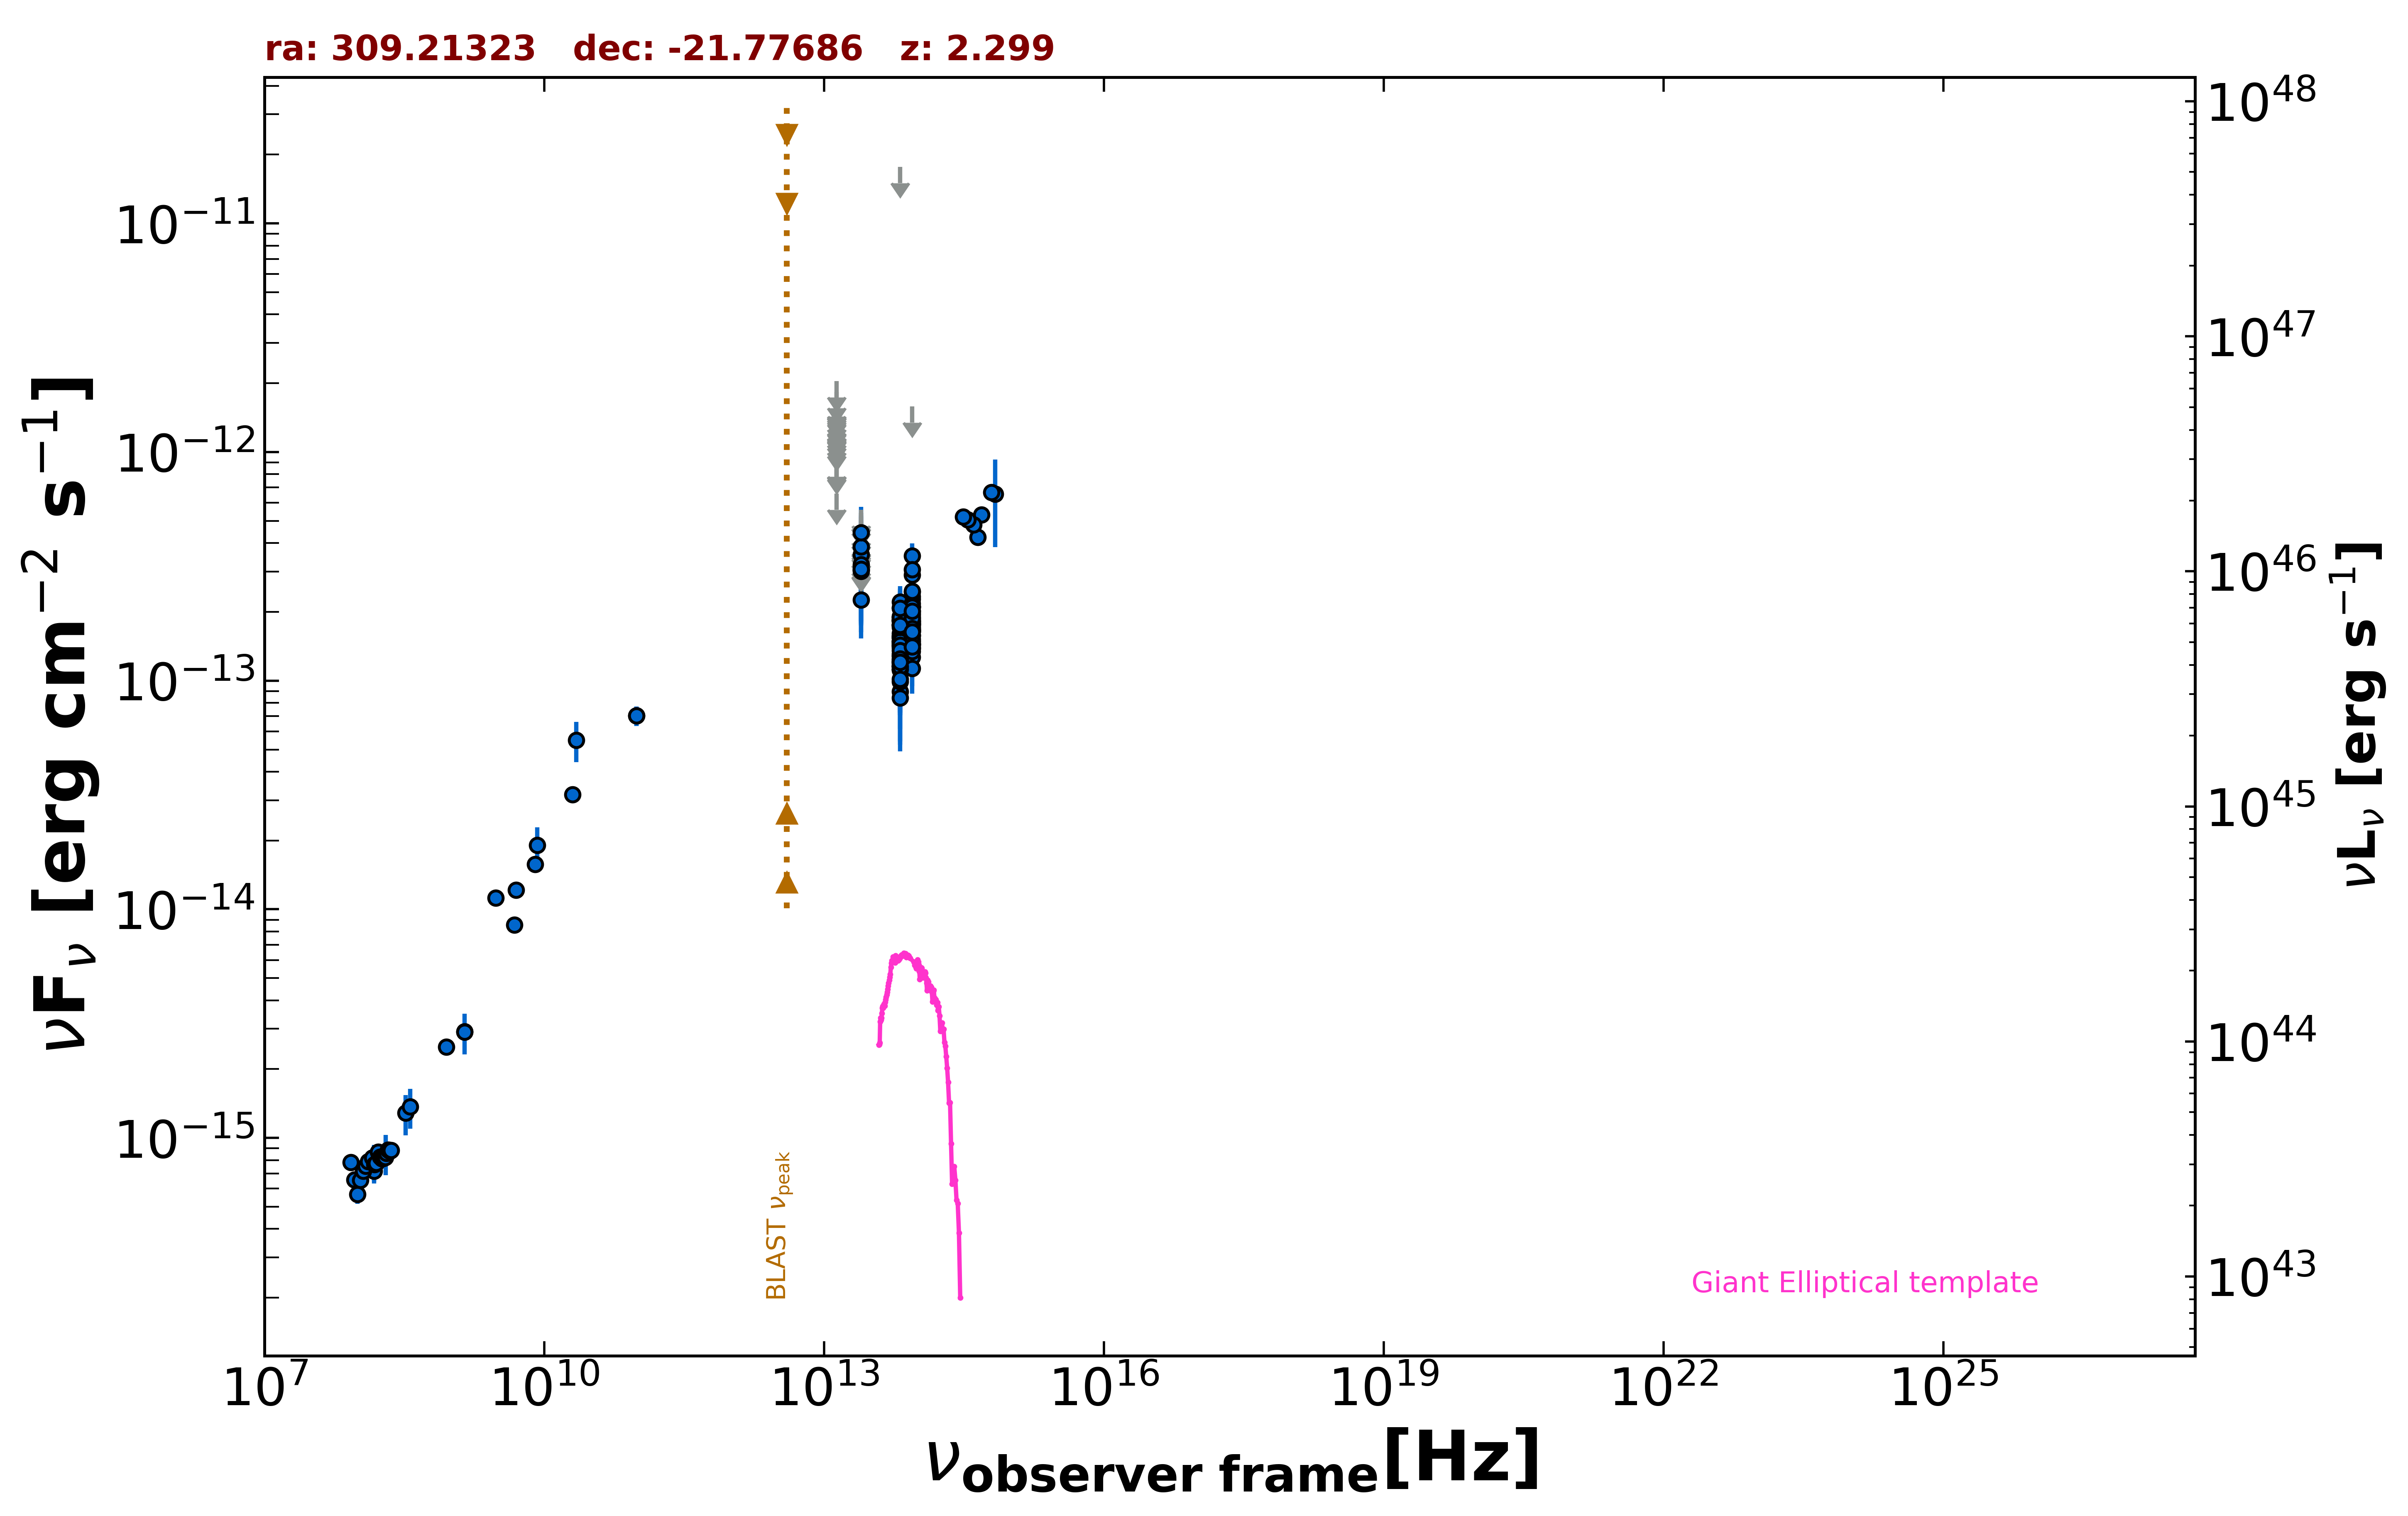 ra: 309.21323 dec: -21.77686 z: 2.299
νFν [erg cm⁻² s⁻¹]
10⁻¹¹
10⁻¹²
10⁻¹³
10⁻¹⁴
10⁻¹⁵
BLAST νpeak
Giant Elliptical template
10⁴⁸
10⁴⁷
10⁴⁶
10⁴⁵
10⁴⁴
10⁴³
νLν [erg s⁻¹]
10⁷ 10¹⁰ 10¹³ 10¹⁶ 10¹⁹ 10²² 10²⁵
νobserver frame[Hz]